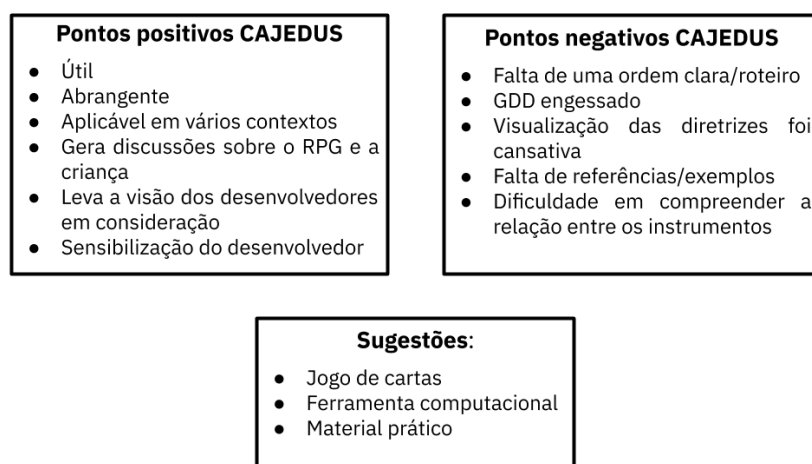 Pontos positivos CAJEDUS
● Útil
● Abrangente
● Aplicável em vários contextos
● Gera discussões sobre o RPG e a
criança
● Leva a visão dos desenvolvedores
em consideração
● Sensibilização do desenvolvedor
Pontos negativos CAJEDUS
● Falta de uma ordem clara/roteiro
● GDD engessado
● Visualização das diretrizes foi
cansativa
● Falta de referências/exemplos
● Dificuldade em compreender a
relação entre os instrumentos
Sugestões:
● Jogo de cartas
● Ferramenta computacional
● Material prático